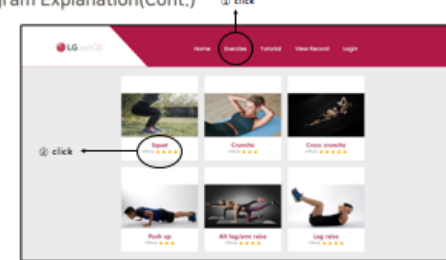 gram Explanation(Cont.)
① click
LG webOS
Home Exercise Tutorial View Record Login
② click
Squat
Crunche
Cross crunche
Push up
Alt leg/arm raise
Leg raise